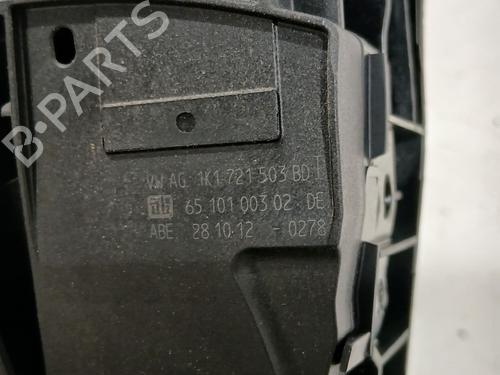 B-PARTS
VW AG 1K1 721 503 BD T
65 101 003 02 DE
ABE 28.10.12 - 0278